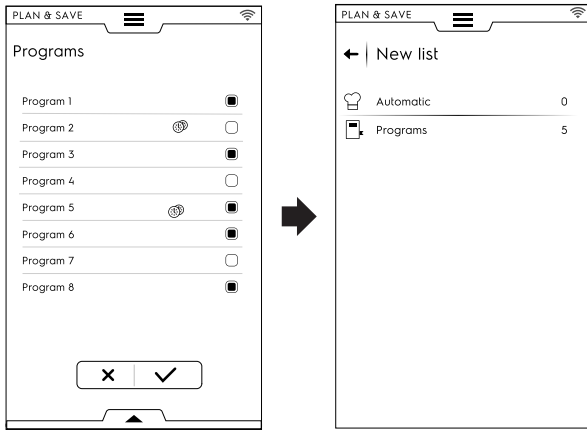 PLAN & SAVE
Programs
Program 1
Program 2
Program 3
Program 4
Program 5
Program 6
Program 7
Program 8
PLAN & SAVE
New list
Automatic 0
Programs 5